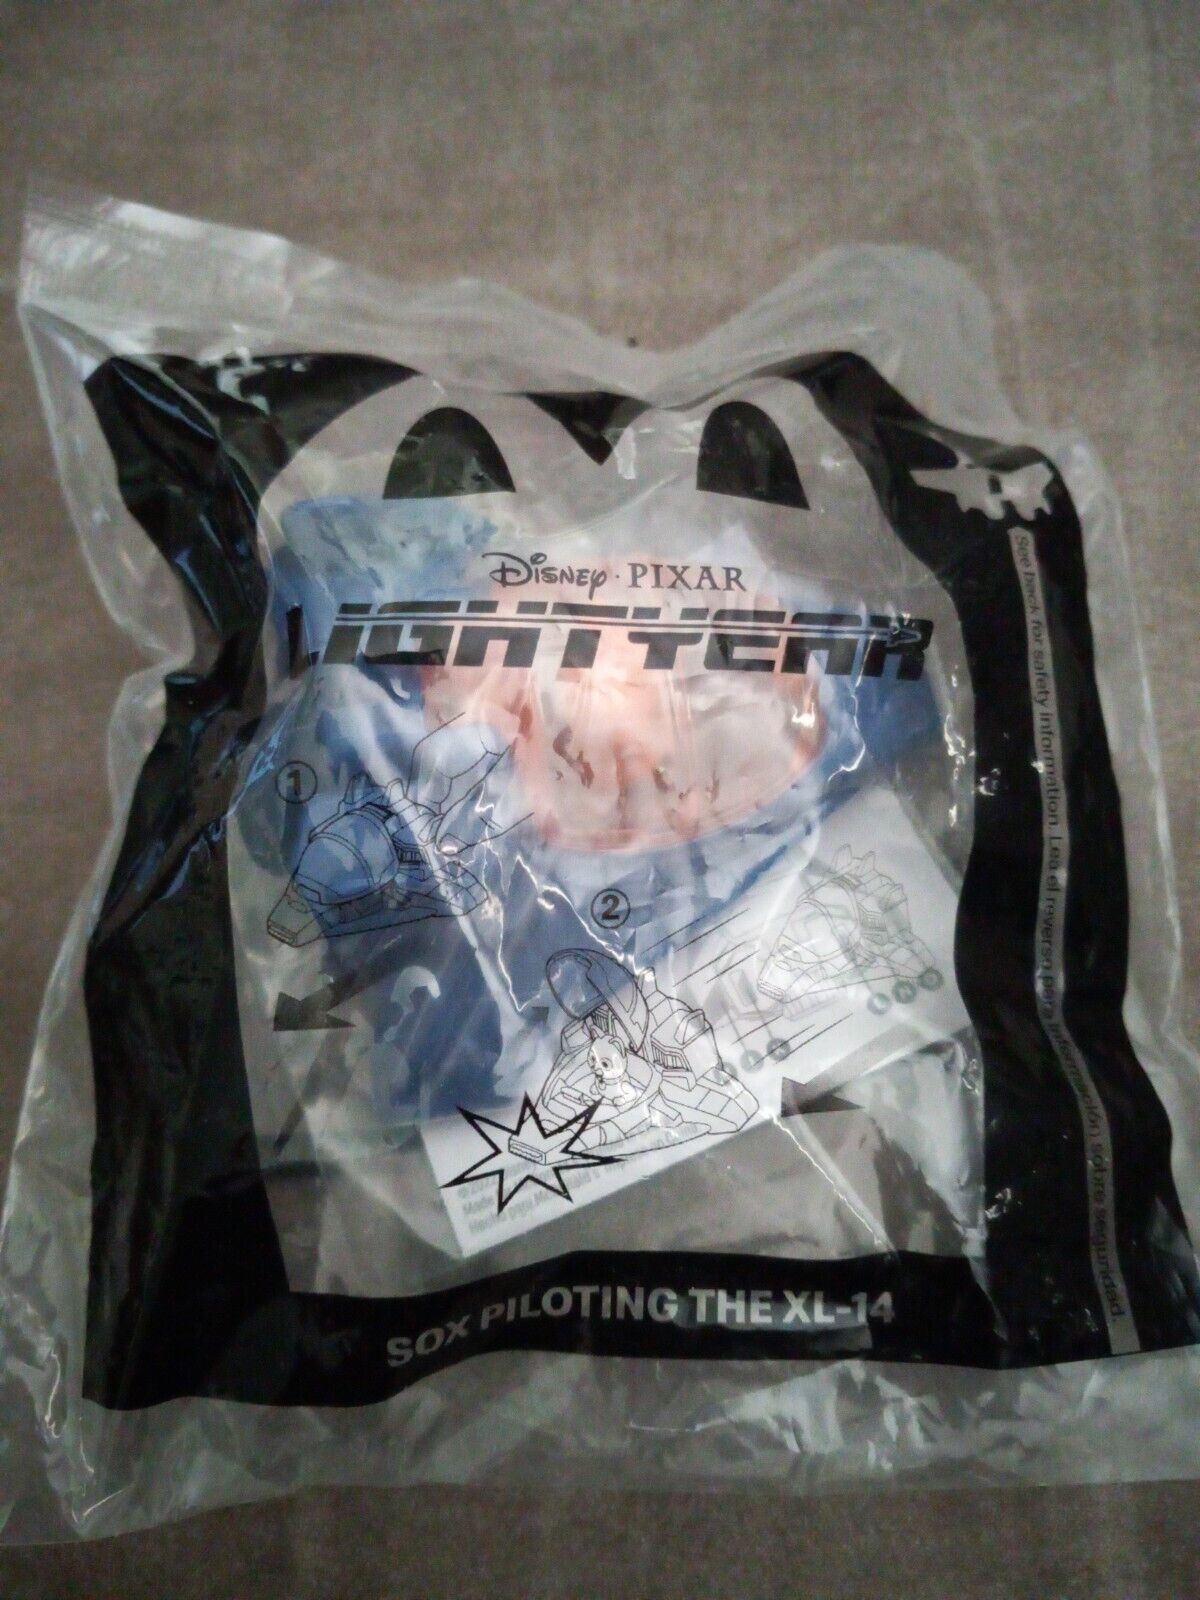 Disney · PIXAR
LIGHTYEAR
1
2
SOX PILOTING THE XL-14
See back for safety information. Lea el reverso para información sobre seguridad.